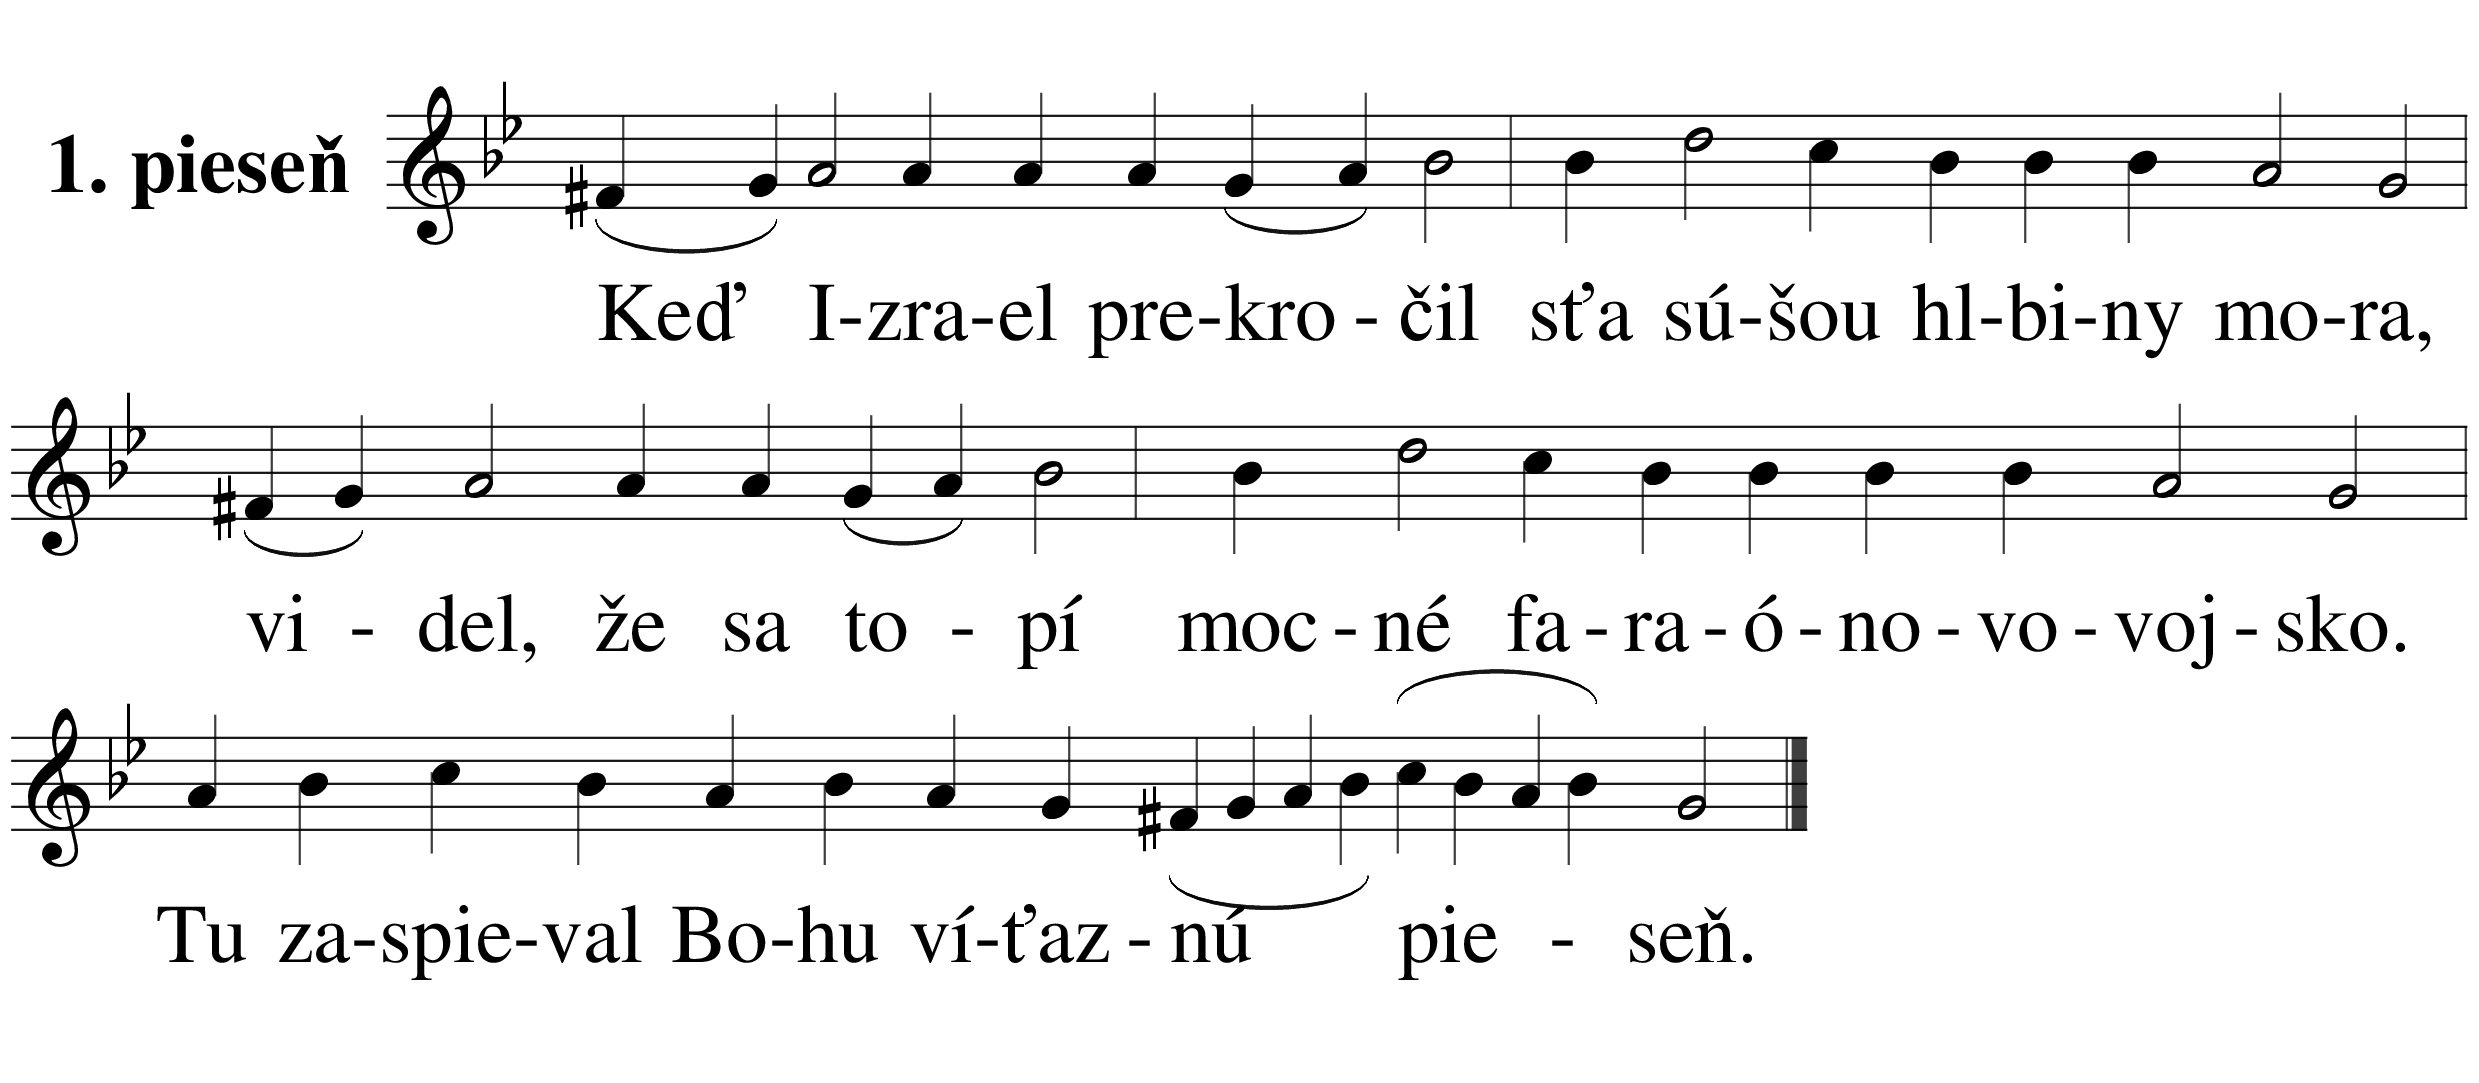 1. pieseň
Keď I-zra-el pre-kro - čil sťa sú-šou hl-bi-ny mo-ra,
vi - del, že sa to - pí moc - né fa - ra - ó - no - vo - voj - sko.
Tu za-spie-val Bo-hu ví-ťaz - nú pie - seň.